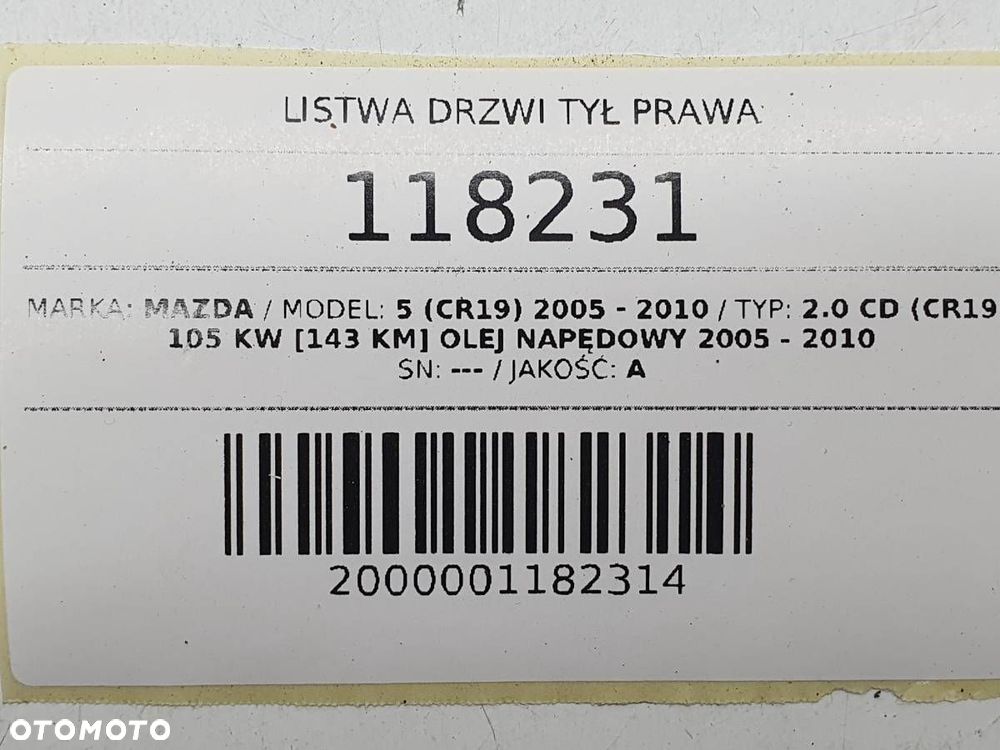 LISTWA DRZWI TYŁ PRAWA
118231
MARKA: MAZDA / MODEL: 5 (CR19) 2005 - 2010 / TYP: 2.0 CD (CR19
105 KW [143 KM] OLEJ NAPĘDOWY 2005 - 2010
SN: --- / JAKOŚĆ: A
2000001182314
OTOMOTO